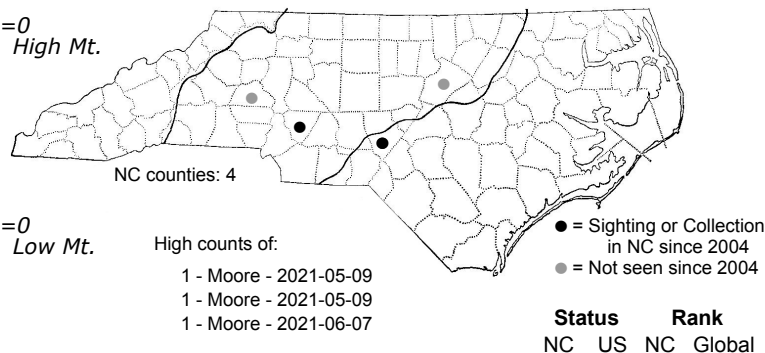 =0
High Mt.
NC counties: 4
=0
Low Mt.
High counts of:
1 - Moore - 2021-05-09
1 - Moore - 2021-05-09
1 - Moore - 2021-06-07
● = Sighting or Collection
in NC since 2004
● = Not seen since 2004
Status Rank
NC US NC Global